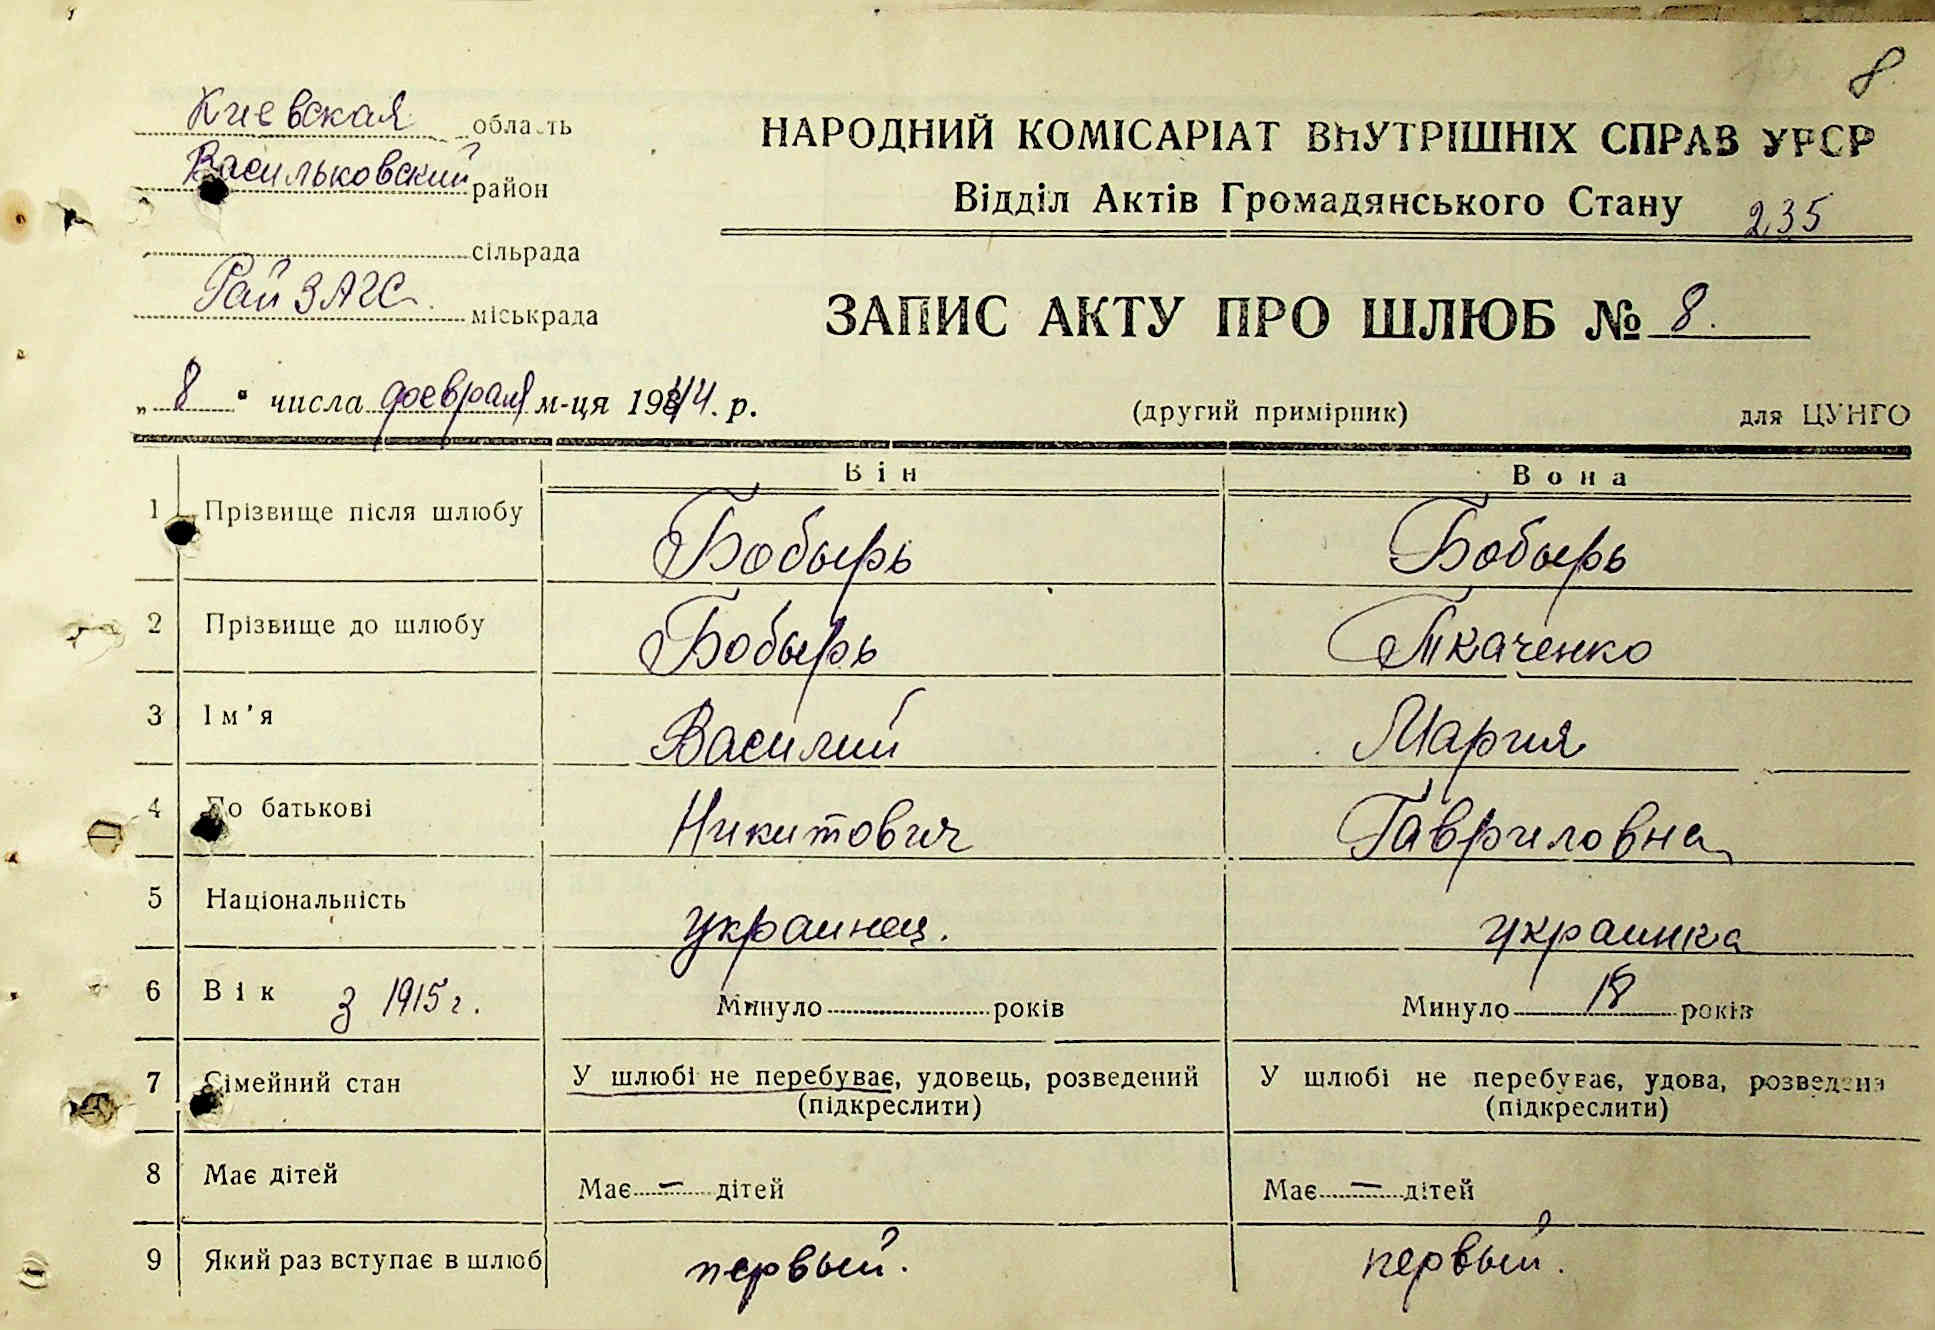 8
Киевская область
Васильковский район
сільрада
Рай ЗАГС міськрада
НАРОДНИЙ КОМІСАРІАТ ВНУТРІШНІХ СПРАВ УРСР
Відділ Актів Громадянського Стану 235
ЗАПИС АКТУ ПРО ШЛЮБ № 8.
„ 8 " числа февраля м-ця 1944. р.
(другий примірник) для ЦУНГО
Він Вона
1 Прізвище після шлюбу Бобырь Бобырь
2 Прізвище до шлюбу Бобырь Ткаченко
3 Ім'я Василий Мария
4 По батькові Никитович Гавриловна
5 Національність украинец. украинка
6 Вік з 1915 г. Минуло років Минуло 18 років
7 Сімейний стан У шлюбі не перебуває, удовець, розведений У шлюбі не перебуває, удова, розведена
(підкреслити) (підкреслити)
8 Має дітей Має — дітей Має — дітей
9 Який раз вступає в шлюб первый. первый.